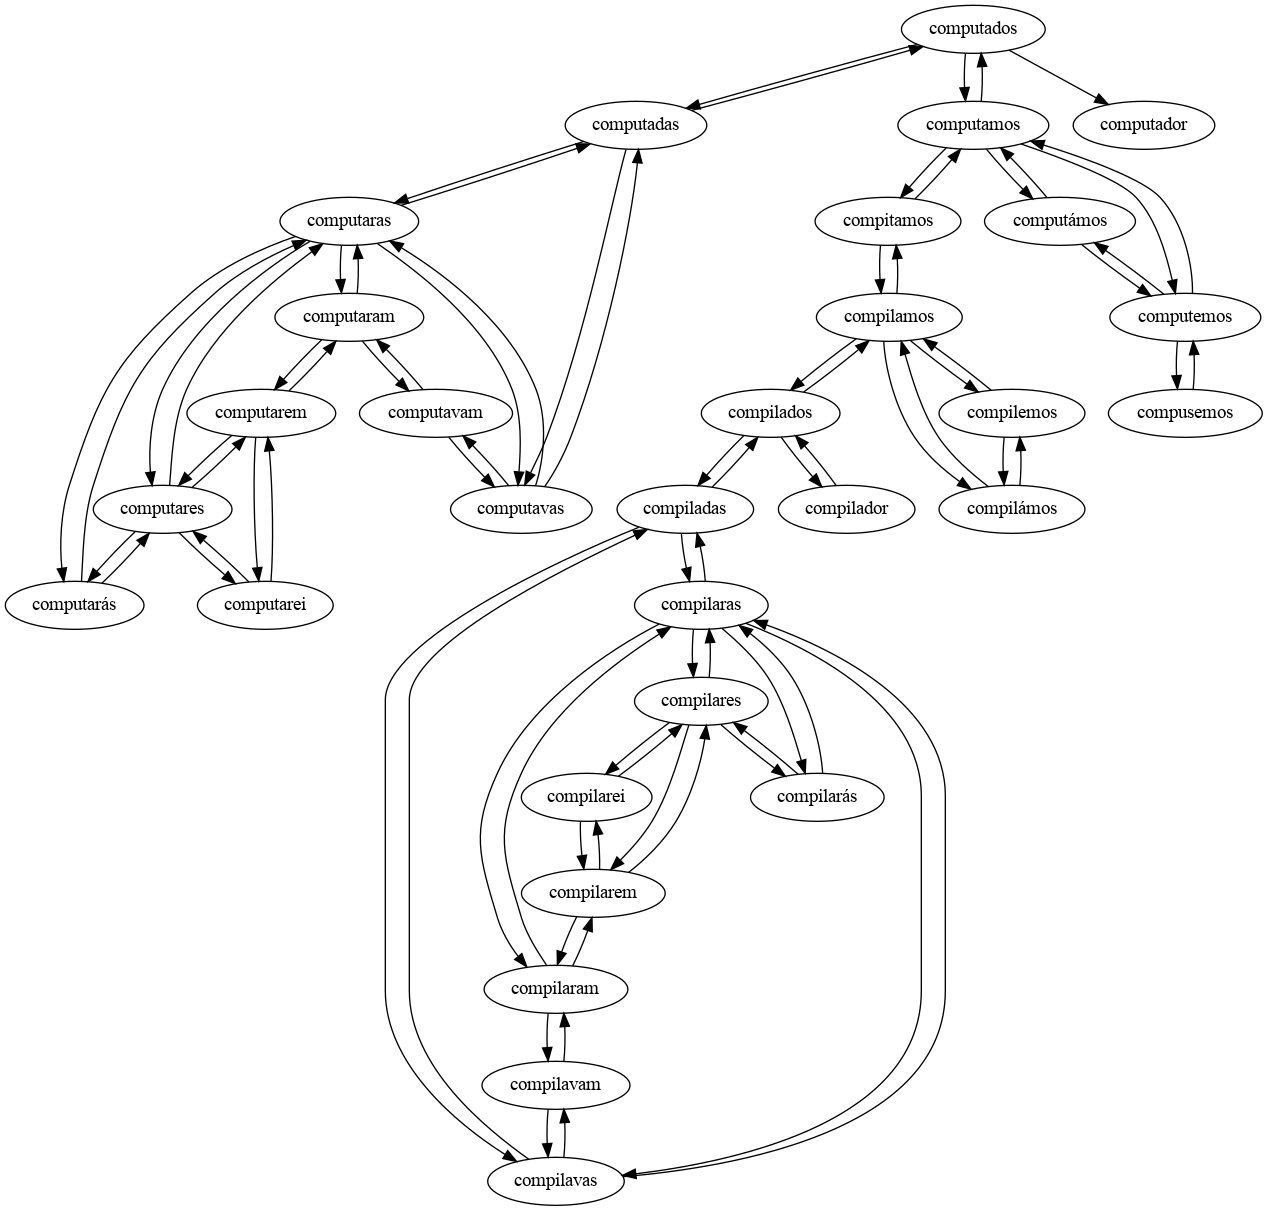 computados
computadas
computamos
computador
computaras
compitamos
computámos
computaram
compilamos
computemos
computarem
computavam
compilados
compilemos
compusemos
computares
computavas
compiladas
compilador
compilámos
computarás
computarei
compilaras
compilares
compilarei
compilarás
compilarem
compilaram
compilavam
compilavas